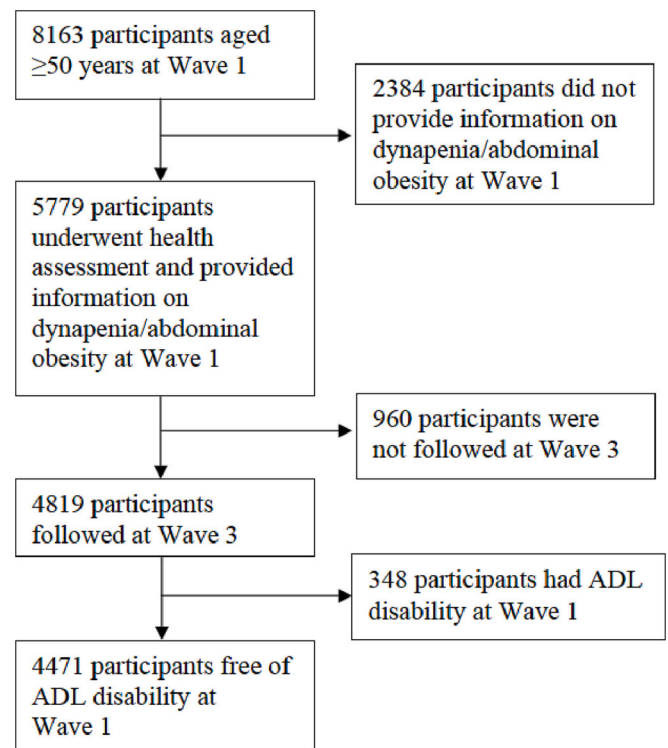 8163 participants aged
≥50 years at Wave 1
2384 participants did not
provide information on
dynapenia/abdominal
obesity at Wave 1
5779 participants
underwent health
assessment and provided
information on
dynapenia/abdominal
obesity at Wave 1
960 participants were
not followed at Wave 3
4819 participants
followed at Wave 3
348 participants had ADL
disability at Wave 1
4471 participants free of
ADL disability at
Wave 1